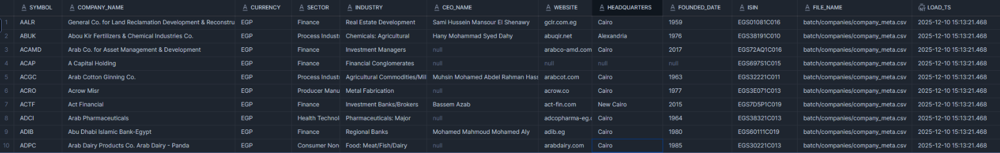 A SYMBOL A COMPANY_NAME A CURRENCY A SECTOR A INDUSTRY A CEO_NAME A WEBSITE A HEADQUARTERS A FOUNDED_DATE A ISIN A FILE_NAME NT LOAD_TS
1 AALR General Co. for Land Reclamation Development & Reconstru EGP Finance Real Estate Development Sami Hussein Mansour El Shenawy gclr.com.eg Cairo 1959 EGS01081C016 batch/companies/company_meta.csv 2025-12-10 15:13:21.468
2 ABUK Abou Kir Fertilizers & Chemical Industries Co. EGP Process Industr Chemicals: Agricultural Hany Mohammad Syed Dahy abuqir.net Alexandria 1976 EGS38191C010 batch/companies/company_meta.csv 2025-12-10 15:13:21.468
3 ACAMD Arab Co. for Asset Management & Development EGP Finance Investment Managers null arabco-amd.com Cairo 2017 EGS72AQ1C016 batch/companies/company_meta.csv 2025-12-10 15:13:21.468
4 ACAP A Capital Holding EGP Finance Financial Conglomerates null null null null EGS697S1C015 batch/companies/company_meta.csv 2025-12-10 15:13:21.468
5 ACGC Arab Cotton Ginning Co. EGP Process Industr Agricultural Commodities/Mill Muhsin Mohamed Abdel Rahman Hass arabcot.com Cairo 1963 EGS32221C011 batch/companies/company_meta.csv 2025-12-10 15:13:21.468
6 ACRO Acrow Misr EGP Producer Manu Metal Fabrication null acrow.co Cairo 1977 EGS3E071C013 batch/companies/company_meta.csv 2025-12-10 15:13:21.468
7 ACTF Act Financial EGP Finance Investment Banks/Brokers Bassem Azab act-fin.com New Cairo 2015 EGS7D5P1C019 batch/companies/company_meta.csv 2025-12-10 15:13:21.468
8 ADCI Arab Pharmaceuticals EGP Health Technol Pharmaceuticals: Major null adcopharma-eg.c Cairo 1964 EGS38321C013 batch/companies/company_meta.csv 2025-12-10 15:13:21.468
9 ADIB Abu Dhabi Islamic Bank-Egypt EGP Finance Regional Banks Mohamed Mahmoud Mohamed Aly adib.eg Cairo 1980 EGS60111C019 batch/companies/company_meta.csv 2025-12-10 15:13:21.468
10 ADPC Arab Dairy Products Co. Arab Dairy - Panda EGP Consumer Non- Food: Meat/Fish/Dairy null arabdairy.com Cairo 1985 EGS30221C013 batch/companies/company_meta.csv 2025-12-10 15:13:21.468